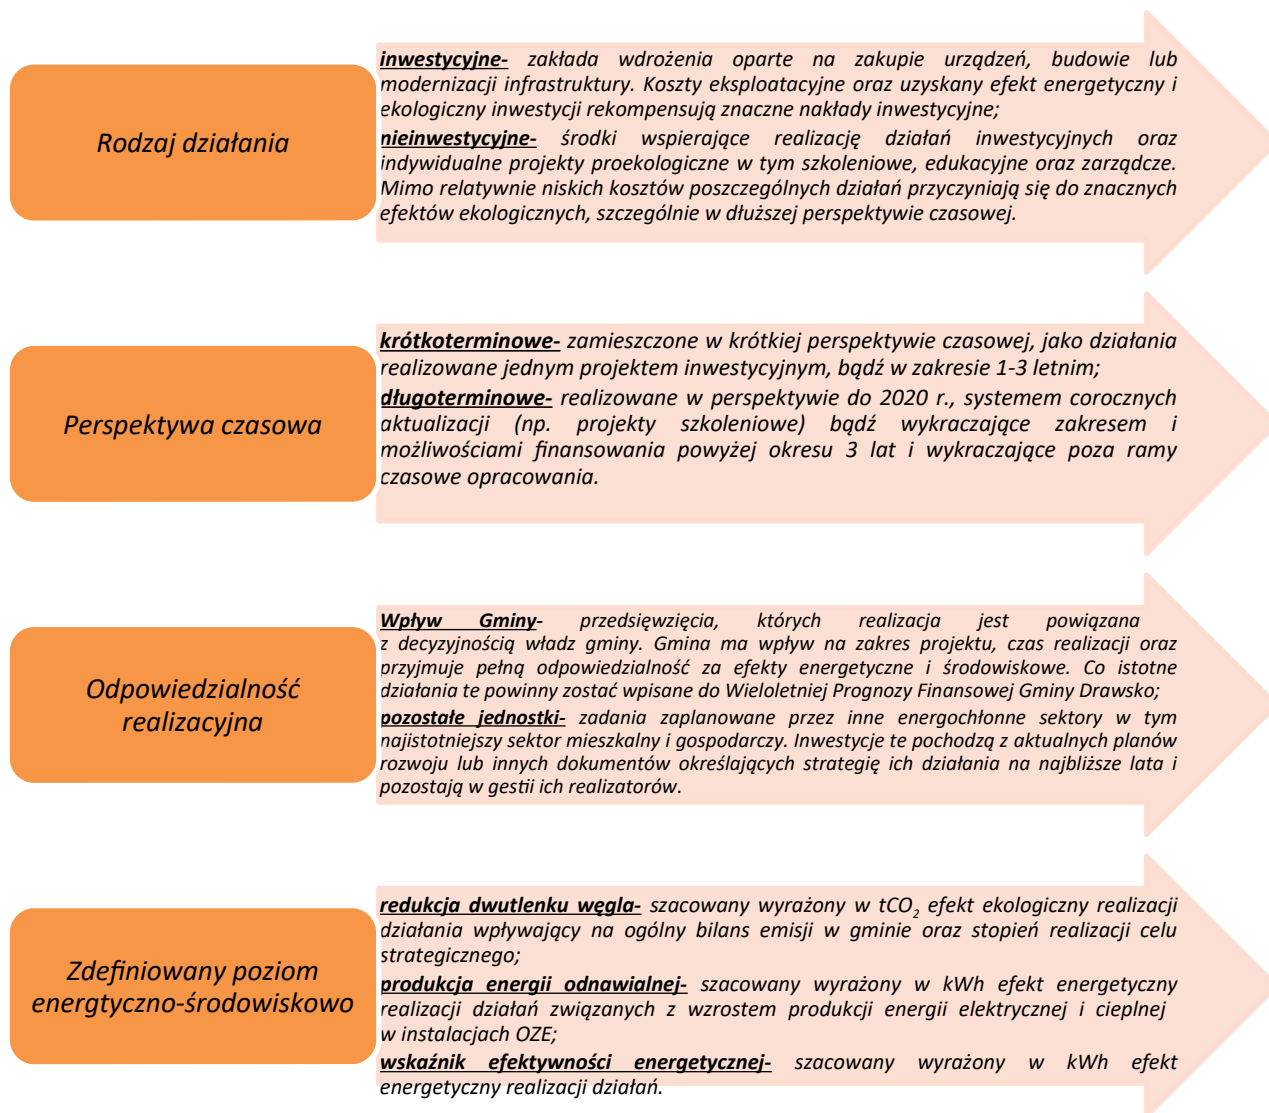 Rodzaj działania
inwestycyjne- zakłada wdrożenia oparte na zakupie urządzeń, budowie lub
modernizacji infrastruktury. Koszty eksploatacyjne oraz uzyskany efekt energetyczny i
ekologiczny inwestycji rekompensują znaczne nakłady inwestycyjne;
nieinwestycyjne- środki wspierające realizację działań inwestycyjnych oraz
indywidualne projekty proekologiczne w tym szkoleniowe, edukacyjne oraz zarządcze.
Mimo relatywnie niskich kosztów poszczególnych działań przyczyniają się do znacznych
efektów ekologicznych, szczególnie w dłuższej perspektywie czasowej.
Perspektywa czasowa
krótkoterminowe- zamieszczone w krótkiej perspektywie czasowej, jako działania
realizowane jednym projektem inwestycyjnym, bądź w zakresie 1-3 letnim;
długoterminowe- realizowane w perspektywie do 2020 r., systemem corocznych
aktualizacji (np. projekty szkoleniowe) bądź wykraczające zakresem i
możliwościami finansowania powyżej okresu 3 lat i wykraczające poza ramy
czasowe opracowania.
Odpowiedzialność
realizacyjna
Wpływ Gminy- przedsięwzięcia, których realizacja jest powiązana
z decyzyjnością władz gminy. Gmina ma wpływ na zakres projektu, czas realizacji oraz
przyjmuje pełną odpowiedzialność za efekty energetyczne i środowiskowe. Co istotne
działania te powinny zostać wpisane do Wieloletniej Prognozy Finansowej Gminy Drawsko;
pozostałe jednostki- zadania zaplanowane przez inne energochłonne sektory w tym
najistotniejszy sektor mieszkalny i gospodarczy. Inwestycje te pochodzą z aktualnych planów
rozwoju lub innych dokumentów określających strategię ich działania na najbliższe lata i
pozostają w gestii ich realizatorów.
Zdefiniowany poziom
energtyczno-środowiskowo
redukcja dwutlenku węgla- szacowany wyrażony w tCO₂ efekt ekologiczny realizacji
działania wpływający na ogólny bilans emisji w gminie oraz stopień realizacji celu
strategicznego;
produkcja energii odnawialnej- szacowany wyrażony w kWh efekt energetyczny
realizacji działań związanych z wzrostem produkcji energii elektrycznej i cieplnej
w instalacjach OZE;
wskaźnik efektywności energetycznej- szacowany wyrażony w kWh efekt
energetyczny realizacji działań.